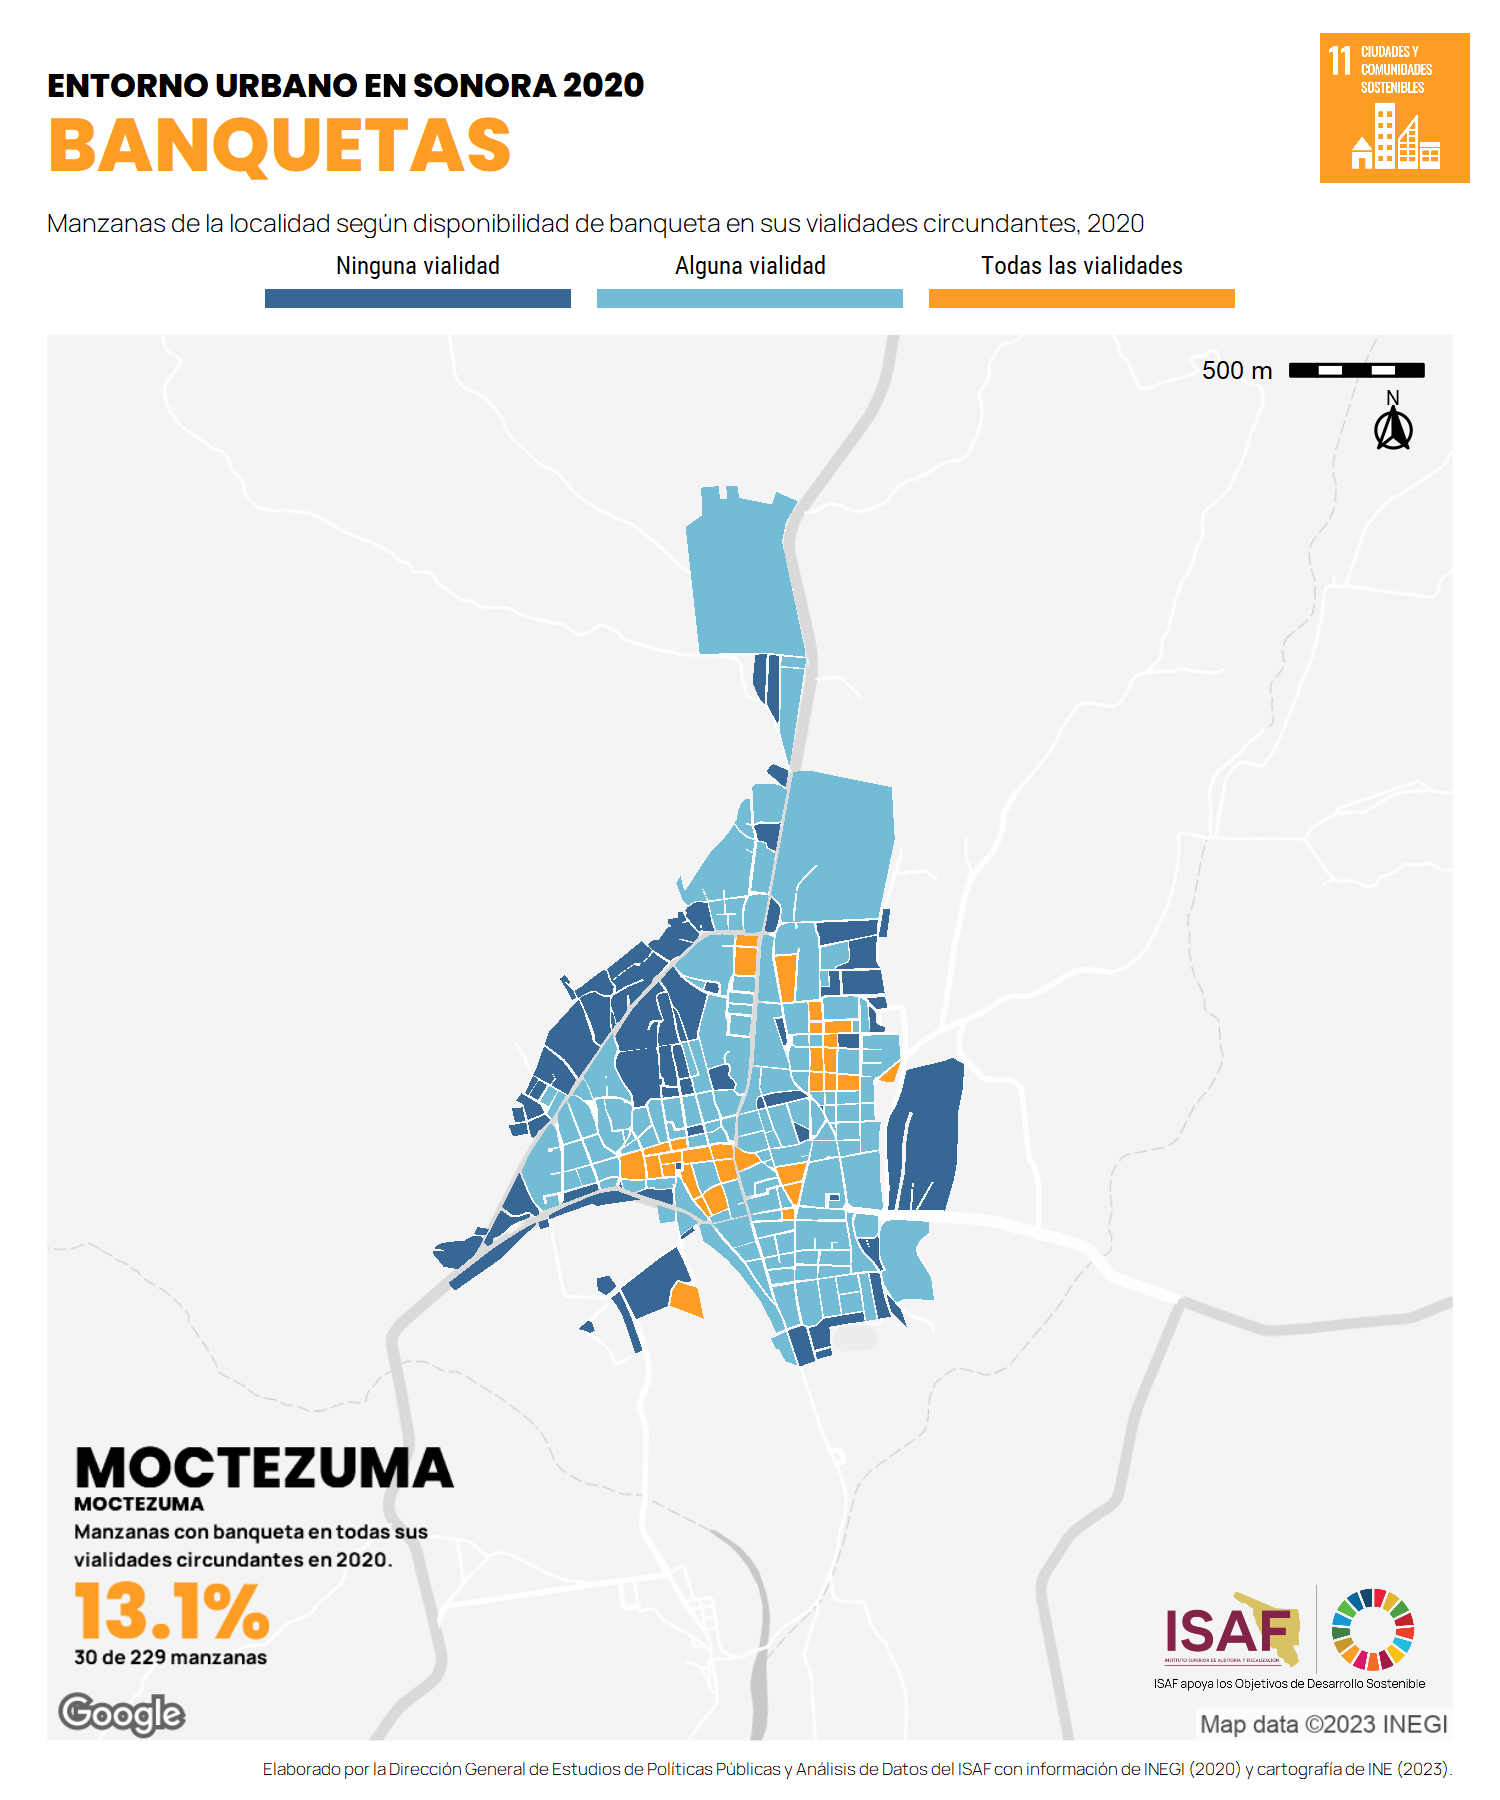 ENTORNO URBANO EN SONORA 2020
BANQUETAS
11 CIUDADES Y
COMUNIDADES
SOSTENIBLES
Manzanas de la localidad según disponibilidad de banqueta en sus vialidades circundantes, 2020
Ninguna vialidad
Alguna vialidad
Todas las vialidades
500 m
N
MOCTEZUMA
MOCTEZUMA
Manzanas con banqueta en todas sus
vialidades circundantes en 2020.
13.1%
30 de 229 manzanas
Google
ISAF
INSTITUTO SUPERIOR DE AUDITORÍA Y FISCALIZACIÓN
ISAF apoya los Objetivos de Desarrollo Sostenible
Map data ©2023 INEGI
Elaborado por la Dirección General de Estudios de Políticas Públicas y Análisis de Datos del ISAF con información de INEGI (2020) y cartografía de INE (2023).